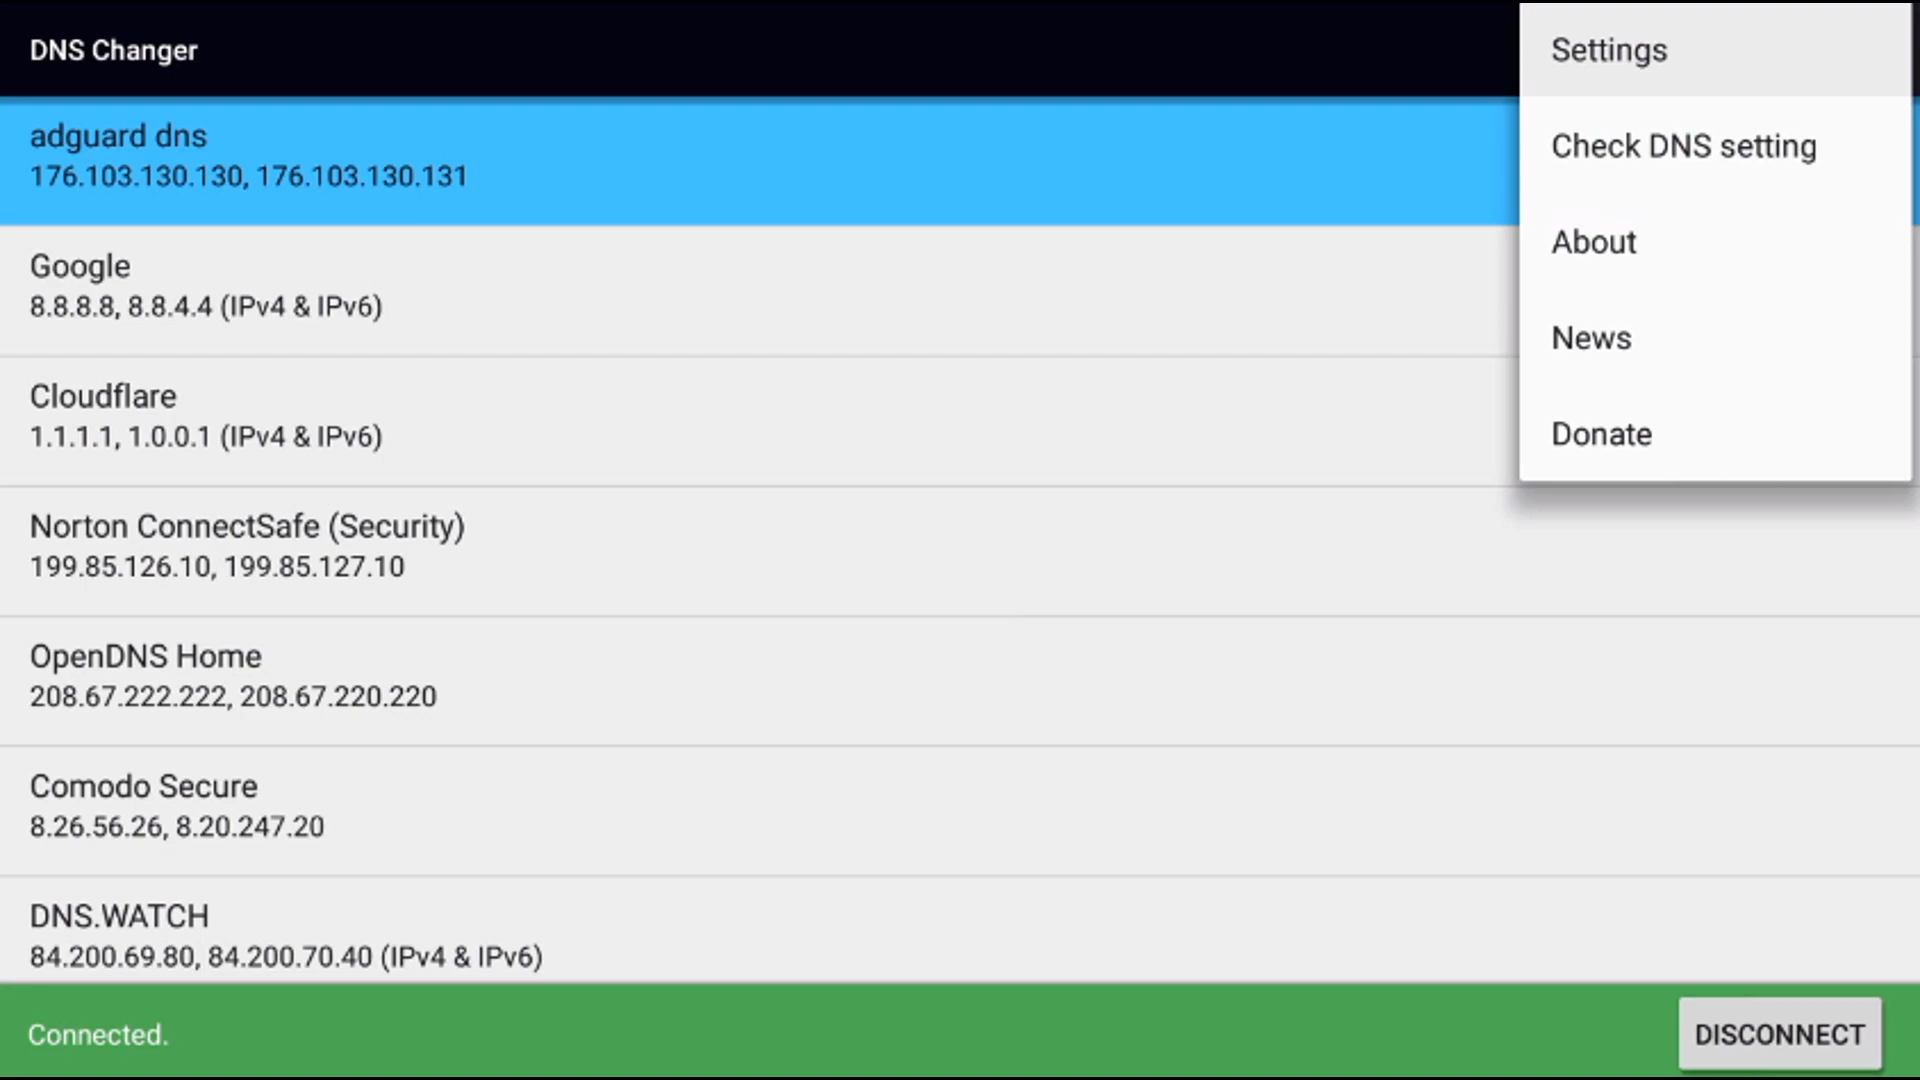 DNS Changer
adguard dns
176.103.130.130, 176.103.130.131
Google
8.8.8.8, 8.8.4.4 (IPv4 & IPv6)
Cloudflare
1.1.1.1, 1.0.0.1 (IPv4 & IPv6)
Norton ConnectSafe (Security)
199.85.126.10, 199.85.127.10
OpenDNS Home
208.67.222.222, 208.67.220.220
Comodo Secure
8.26.56.26, 8.20.247.20
DNS.WATCH
84.200.69.80, 84.200.70.40 (IPv4 & IPv6)
Settings
Check DNS setting
About
News
Donate
Connected.
DISCONNECT